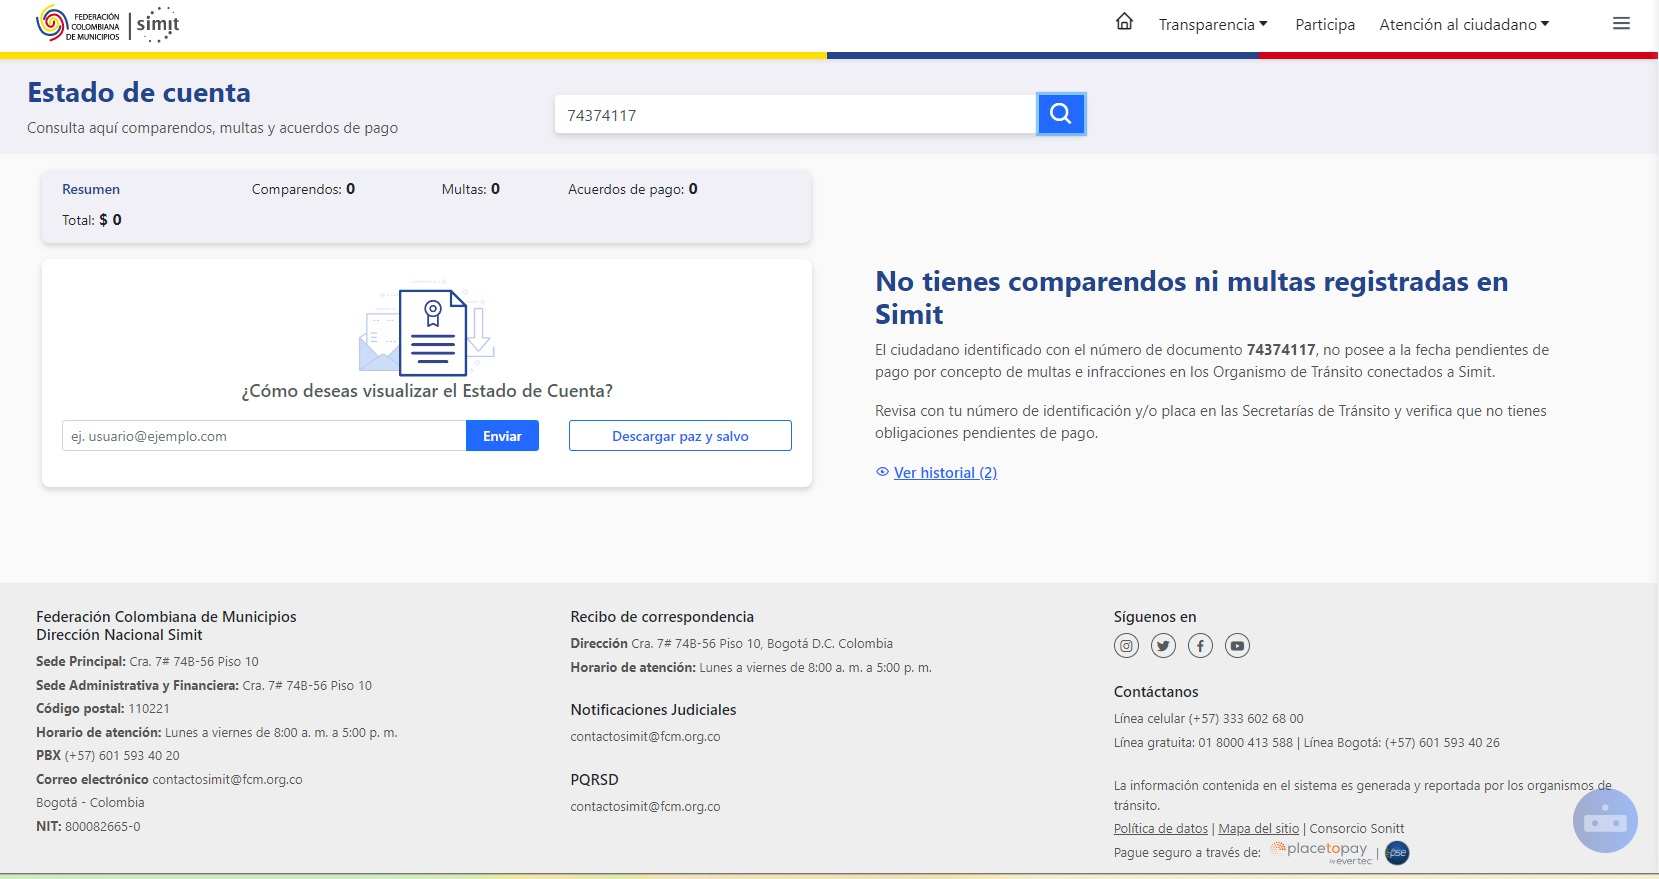 FEDERACIÓN
COLOMBIANA
DE MUNICIPIOS
simit
Transparencia
Participa
Atención al ciudadano
Estado de cuenta
Consulta aquí comparendos, multas y acuerdos de pago
74374117
Resumen
Comparendos: 0
Multas: 0
Acuerdos de pago: 0
Total: $ 0
¿Cómo deseas visualizar el Estado de Cuenta?
ej. usuario@ejemplo.com
Enviar
Descargar paz y salvo
No tienes comparendos ni multas registradas en
Simit
El ciudadano identificado con el número de documento 74374117, no posee a la fecha pendientes de
pago por concepto de multas e infracciones en los Organismo de Tránsito conectados a Simit.
Revisa con tu número de identificación y/o placa en las Secretarías de Tránsito y verifica que no tienes
obligaciones pendientes de pago.
Ver historial (2)
Federación Colombiana de Municipios
Dirección Nacional Simit
Sede Principal: Cra. 7# 74B-56 Piso 10
Sede Administrativa y Financiera: Cra. 7# 74B-56 Piso 10
Código postal: 110221
Horario de atención: Lunes a viernes de 8:00 a. m. a 5:00 p. m.
PBX (+57) 601 593 40 20
Correo electrónico contactosimit@fcm.org.co
Bogotá - Colombia
NIT: 800082665-0
Recibo de correspondencia
Dirección Cra. 7# 74B-56 Piso 10, Bogotá D.C. Colombia
Horario de atención: Lunes a viernes de 8:00 a. m. a 5:00 p. m.
Notificaciones Judiciales
contactosimit@fcm.org.co
PQRSD
contactosimit@fcm.org.co
Síguenos en
Contáctanos
Línea celular (+57) 333 602 68 00
Línea gratuita: 01 8000 413 588 | Línea Bogotá: (+57) 601 593 40 26
La información contenida en el sistema es generada y reportada por los organismos de
tránsito.
Política de datos | Mapa del sitio | Consorcio Sonitt
Pague seguro a través de: placetopay by evertec | pse